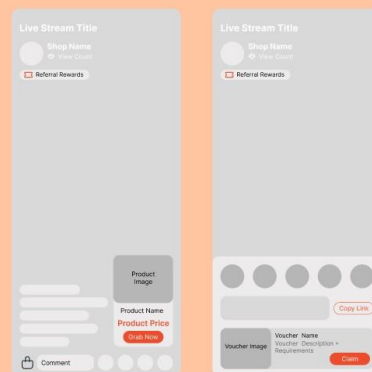 Live Stream Title
Shop Name
View Count
Referral Rewards
Product
Image
Product Name
Product Price
Grab Now
Comment
Live Stream Title
Shop Name
View Count
Referral Rewards
Copy Link
Voucher Image
Voucher Name
Voucher Description +
Requirements
Claim